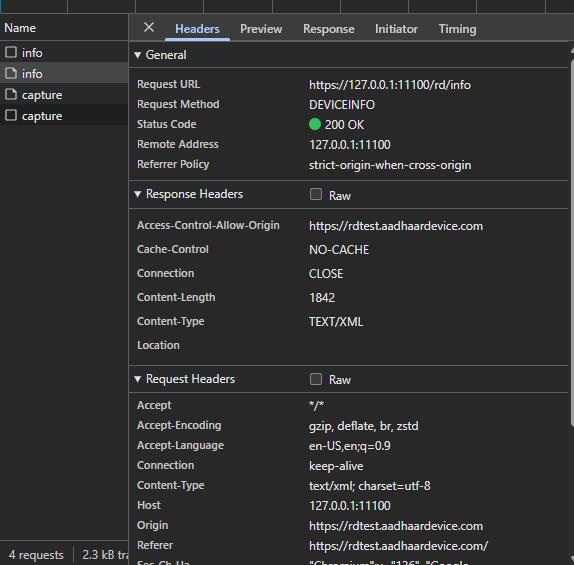 Name
info
info
capture
capture
4 requests 2.3 kB tra
Headers Preview Response Initiator Timing
General
Request URL https://127.0.0.1:11100/rd/info
Request Method DEVICEINFO
Status Code 200 OK
Remote Address 127.0.0.1:11100
Referrer Policy strict-origin-when-cross-origin
Response Headers Raw
Access-Control-Allow-Origin https://rdtest.aadhaardevice.com
Cache-Control NO-CACHE
Connection CLOSE
Content-Length 1842
Content-Type TEXT/XML
Location
Request Headers Raw
Accept */*
Accept-Encoding gzip, deflate, br, zstd
Accept-Language en-US,en;q=0.9
Connection keep-alive
Content-Type text/xml; charset=utf-8
Host 127.0.0.1:11100
Origin https://rdtest.aadhaardevice.com
Referer https://rdtest.aadhaardevice.com/
Sec-Ch-Ua